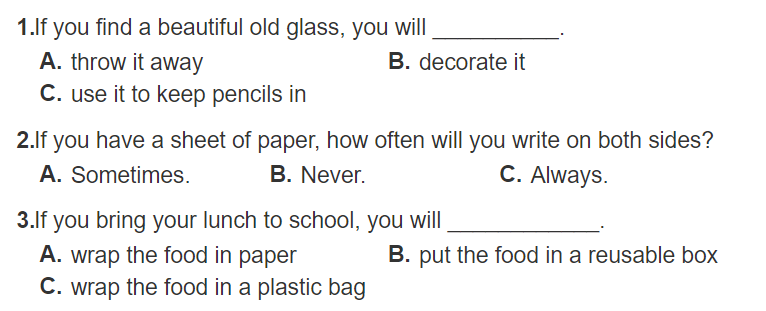 1.If you find a beautiful old glass, you will ___________.
A. throw it away B. decorate it
C. use it to keep pencils in
2.If you have a sheet of paper, how often will you write on both sides?
A. Sometimes. B. Never. C. Always.
3.If you bring your lunch to school, you will _____________.
A. wrap the food in paper B. put the food in a reusable box
C. wrap the food in a plastic bag